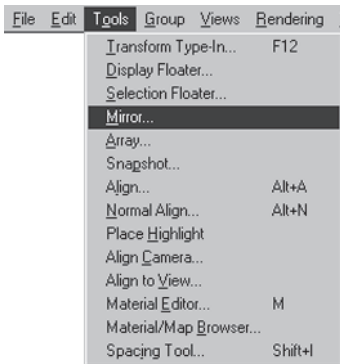 File Edit Tools Group Views Rendering
Transform Type-In... F12
Display Floater...
Selection Floater...
Mirror...
Array...
Snapshot...
Align... Alt+A
Normal Align... Alt+N
Place Highlight
Align Camera...
Align to View...
Material Editor... M
Material/Map Browser...
Spacing Tool... Shift+I